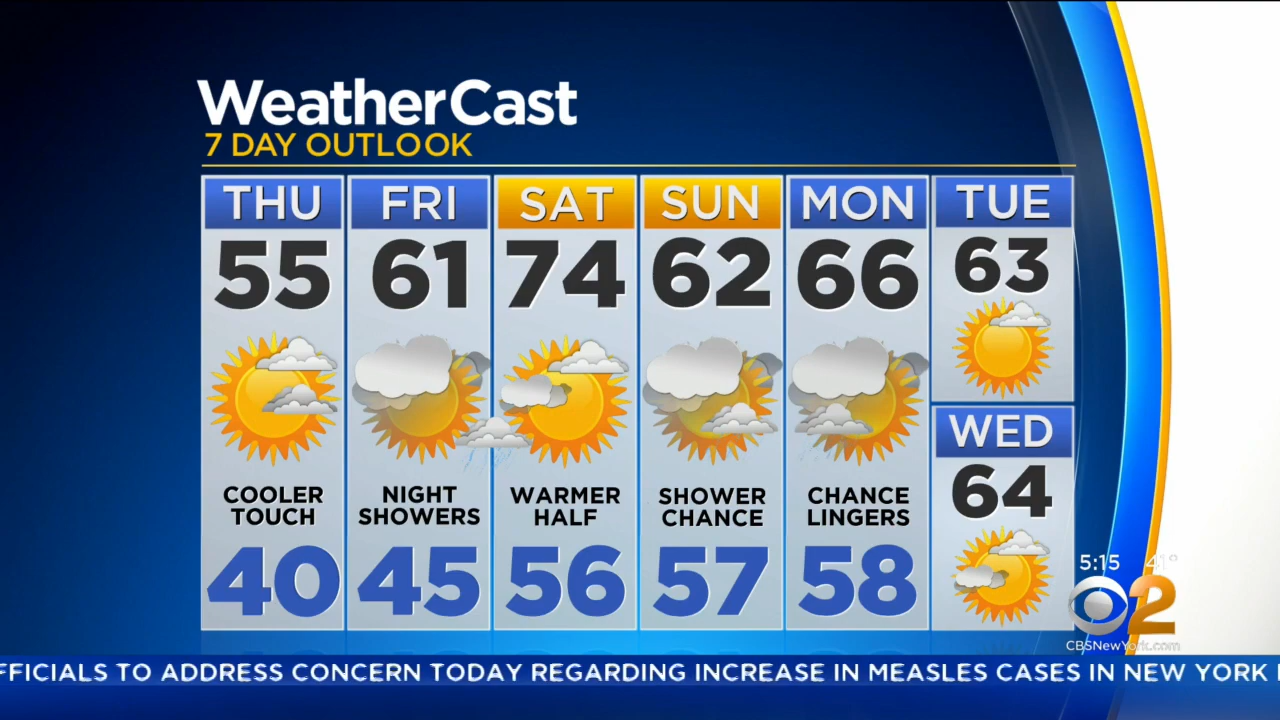 WeatherCast
7 DAY OUTLOOK
THU
55
COOLER
TOUCH
40
FRI
61
NIGHT
SHOWERS
45
SAT
74
WARMER
HALF
56
SUN
62
SHOWER
CHANCE
57
MON
66
CHANCE
LINGERS
58
TUE
63
WED
64
5:15 41°
2
CBSNewYork.com
FFICIALS TO ADDRESS CONCERN TODAY REGARDING INCREASE IN MEASLES CASES IN NEW YORK